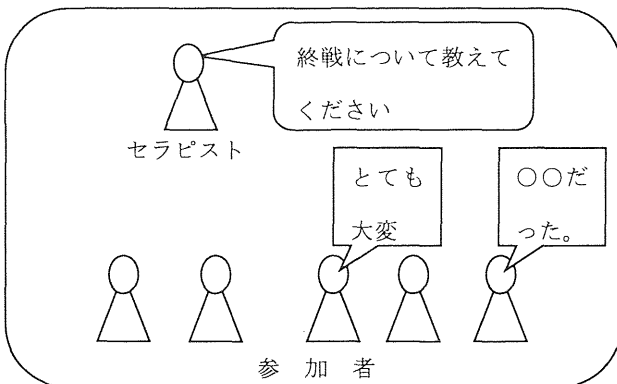 終戦について教えて
ください
セラピスト
とても
大変
○○だ
った。
参加者